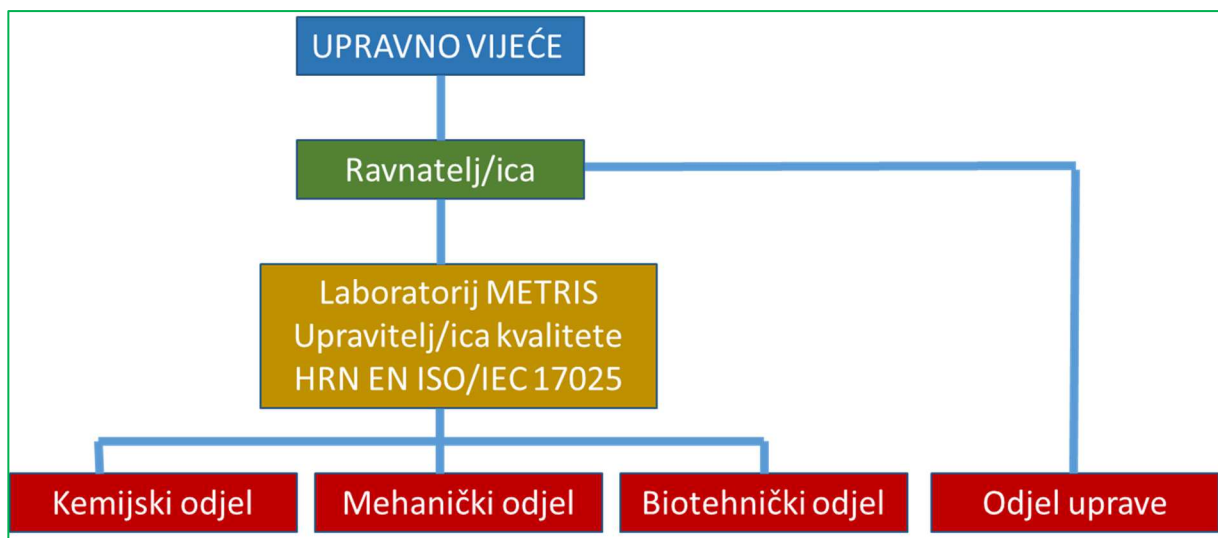 UPRAVNO VIJEĆE
Ravnatelj/ica
Laboratorij METRIS
Upravitelj/ica kvalitete
HRN EN ISO/IEC 17025
Kemijski odjel
Mehanički odjel
Biotehnički odjel
Odjel uprave